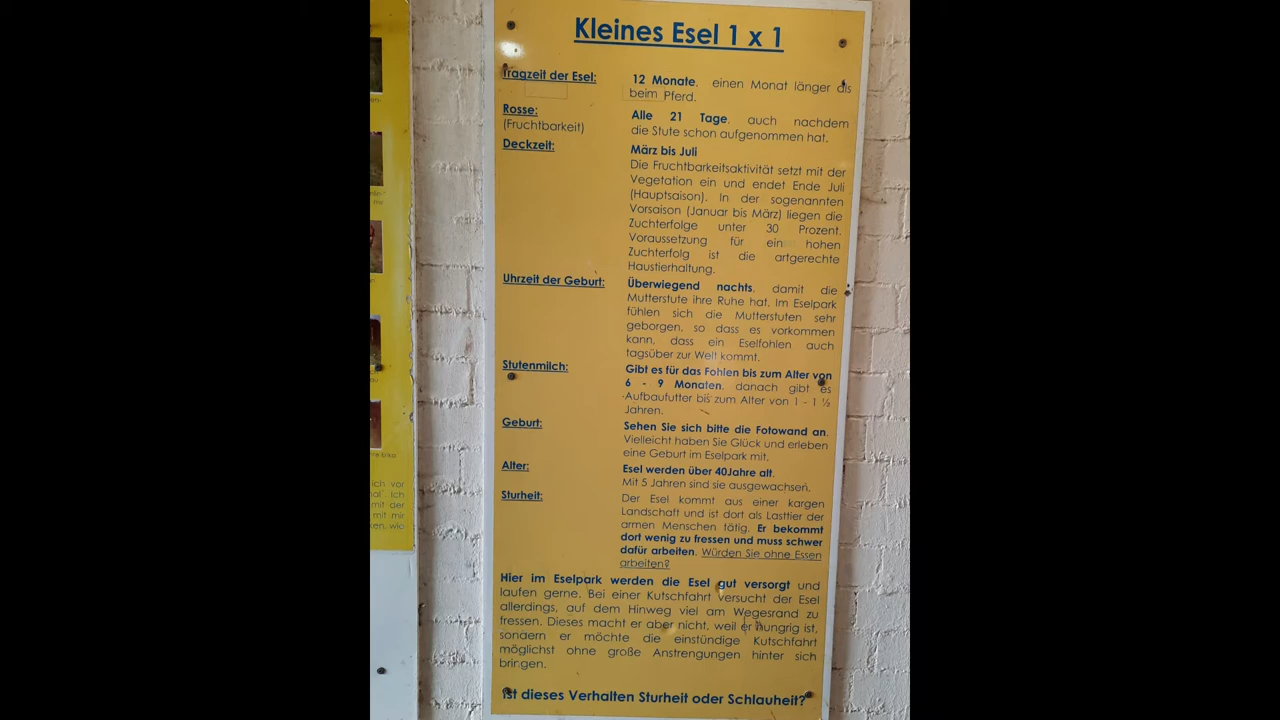 Kleines Esel 1 x 1
Tragzeit der Esel:
12 Monate, einen Monat länger als
beim Pferd.
Rosse:
(Fruchtbarkeit)
Alle 21 Tage, auch nachdem
die Stute schon aufgenommen hat.
Deckzeit:
März bis Juli
Die Fruchtbarkeitsaktivität setzt mit der
Vegetation ein und endet Ende Juli
(Hauptsaison). In der sogenannten
Vorsaison (Januar bis März) liegen die
Zuchterfolge unter 30 Prozent.
Voraussetzung für ein hohen
Zuchterfolg ist die artgerechte
Haustierhaltung.
Uhrzeit der Geburt:
Überwiegend nachts, damit die
Mutterstute ihre Ruhe hat. Im Eselpark
fühlen sich die Mutterstuten sehr
geborgen, so dass es vorkommen
kann, dass ein Eselfohlen auch
tagsüber zur Welt kommt.
Stutenmilch:
Gibt es für das Fohlen bis zum Alter von
6 - 9 Monaten, danach gibt es
Aufbaufutter bis zum Alter von 1 - 1 ½
Jahren.
Geburt:
Sehen Sie sich bitte die Fotowand an.
Vielleicht haben Sie Glück und erleben
eine Geburt im Eselpark mit.
Alter:
Esel werden über 40Jahre alt.
Mit 5 Jahren sind sie ausgewachsen.
Sturheit:
Der Esel kommt aus einer kargen
Landschaft und ist dort als Lasttier der
armen Menschen tätig. Er bekommt
dort wenig zu fressen und muss schwer
dafür arbeiten. Würden Sie ohne Essen
arbeiten?
Hier im Eselpark werden die Esel gut versorgt und
laufen gerne. Bei einer Kutschfahrt versucht der Esel
allerdings, auf dem Hinweg viel am Wegesrand zu
fressen. Dieses macht er aber nicht, weil er hungrig ist,
sondern er möchte die einstündige Kutschfahrt
möglichst ohne große Anstrengungen hinter sich
bringen.
Ist dieses Verhalten Sturheit oder Schlauheit?
ich vor
Ich
mit der
mit mir